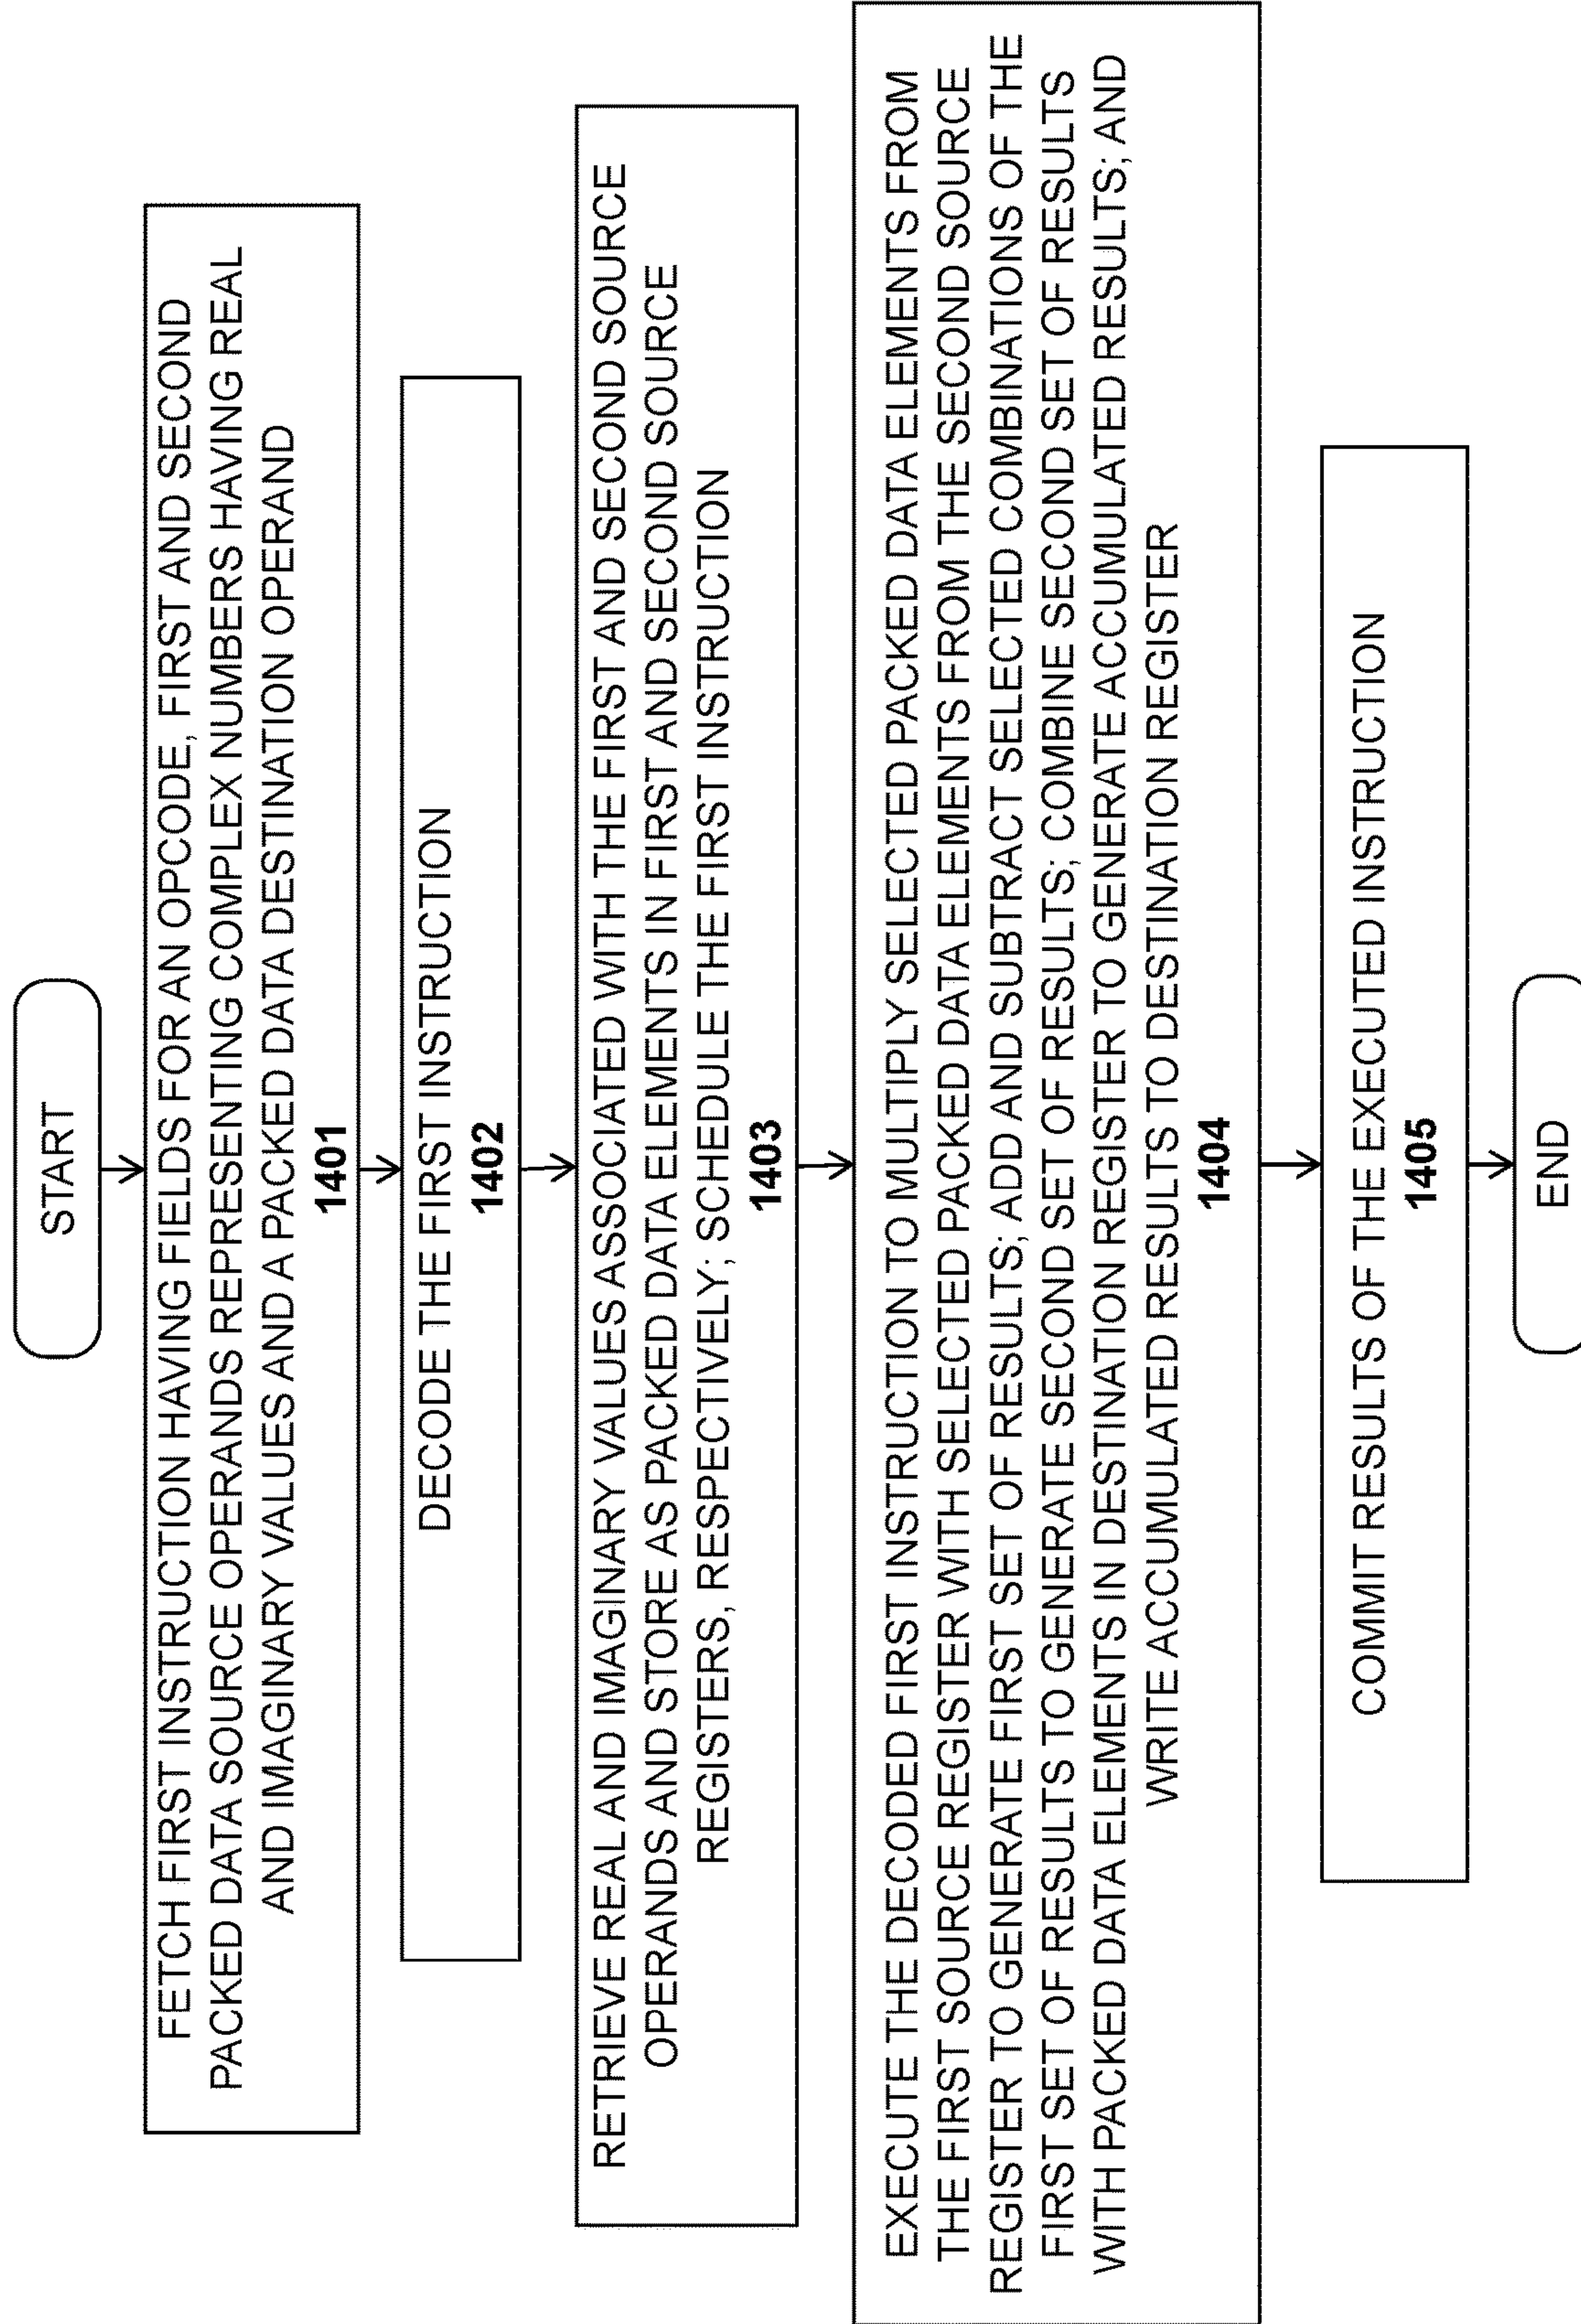 START
FETCH FIRST INSTRUCTION HAVING FIELDS FOR AN OPCODE, FIRST AND SECOND
PACKED DATA SOURCE OPERANDS REPRESENTING COMPLEX NUMBERS HAVING REAL
AND IMAGINARY VALUES AND A PACKED DATA DESTINATION OPERAND
1401
DECODE THE FIRST INSTRUCTION
1402
RETRIEVE REAL AND IMAGINARY VALUES ASSOCIATED WITH THE FIRST AND SECOND SOURCE
OPERANDS AND STORE AS PACKED DATA ELEMENTS IN FIRST AND SECOND SOURCE
REGISTERS, RESPECTIVELY; SCHEDULE THE FIRST INSTRUCTION
1403
EXECUTE THE DECODED FIRST INSTRUCTION TO MULTIPLY SELECTED PACKED DATA ELEMENTS FROM
THE FIRST SOURCE REGISTER WITH SELECTED PACKED DATA ELEMENTS FROM THE SECOND SOURCE
REGISTER TO GENERATE FIRST SET OF RESULTS; ADD AND SUBTRACT SELECTED COMBINATIONS OF THE
FIRST SET OF RESULTS TO GENERATE SECOND SET OF RESULTS; COMBINE SECOND SET OF RESULTS
WITH PACKED DATA ELEMENTS IN DESTINATION REGISTER TO GENERATE ACCUMULATED RESULTS; AND
WRITE ACCUMULATED RESULTS TO DESTINATION REGISTER
1404
COMMIT RESULTS OF THE EXECUTED INSTRUCTION
1405
END